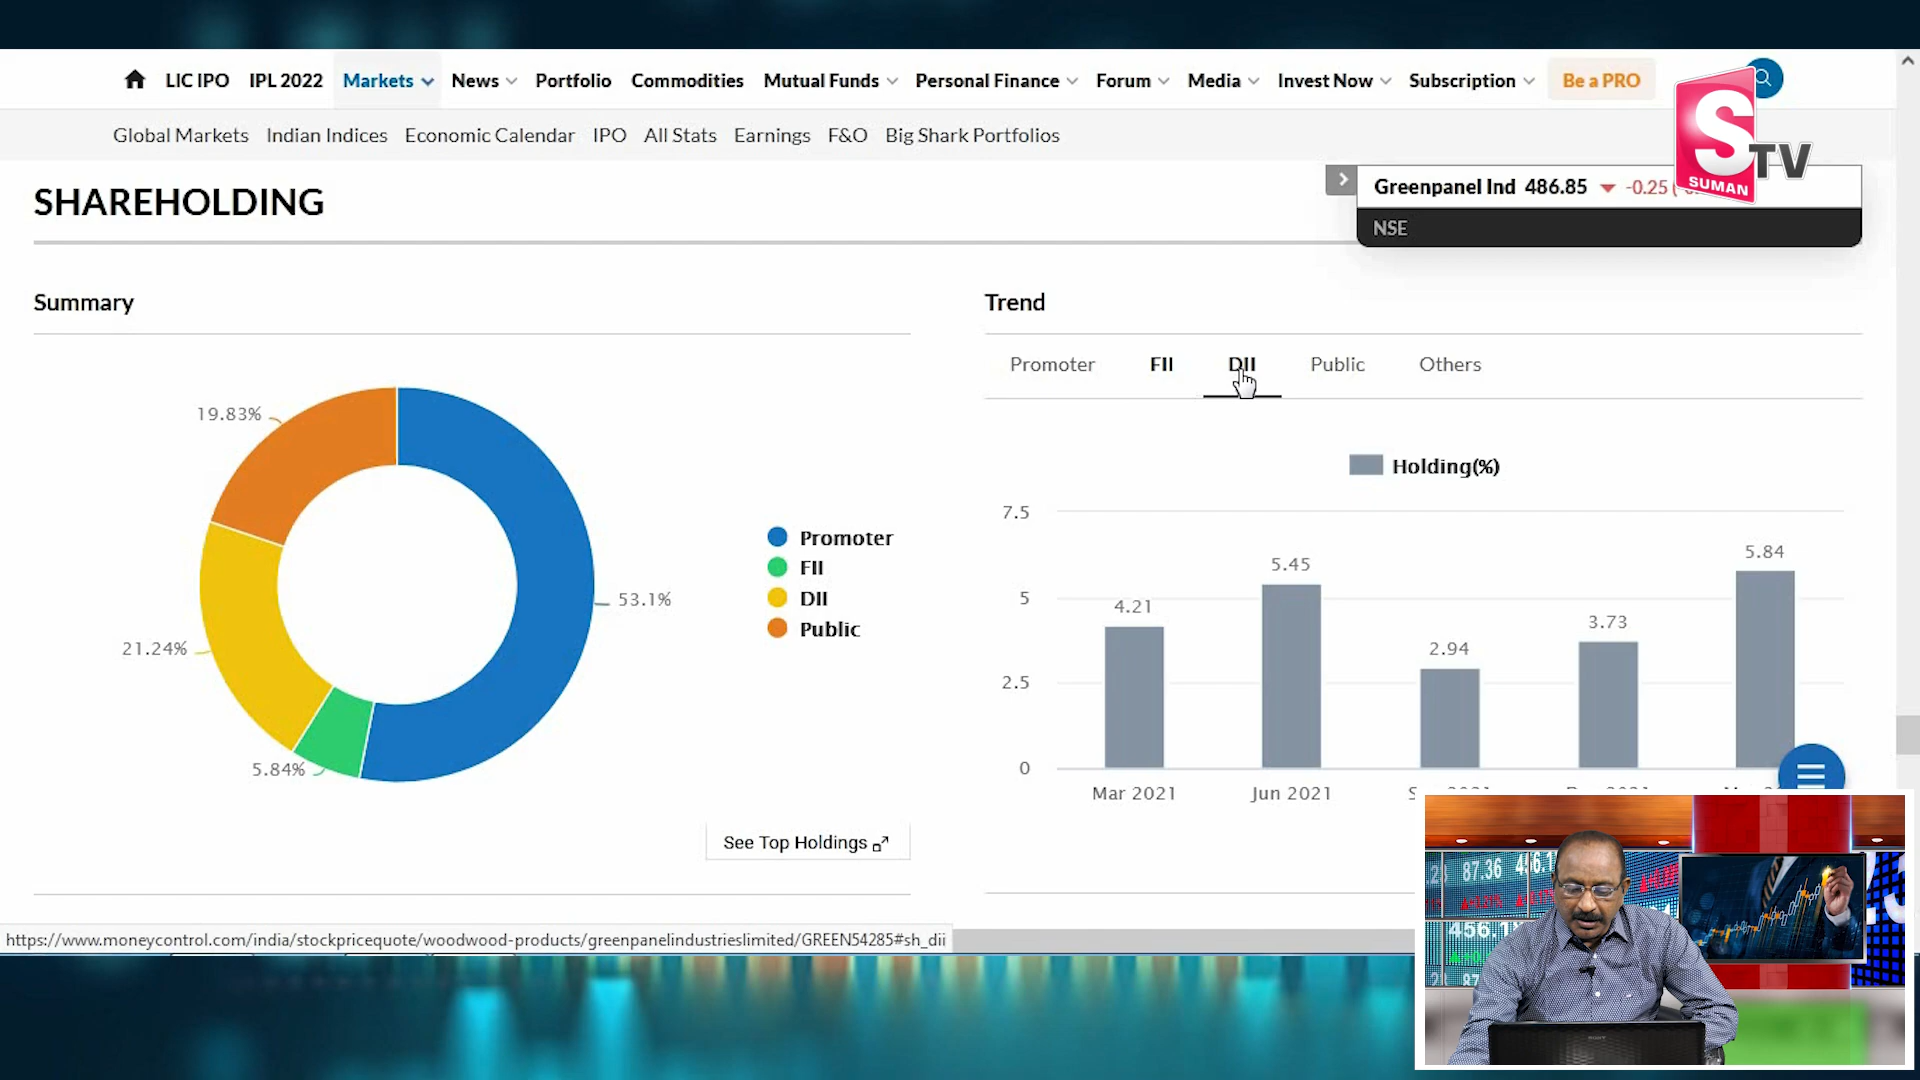 LIC IPO IPL 2022 Markets News Portfolio Commodities Mutual Funds Personal Finance Forum Media Invest Now Subscription Be a PRO
S TV
SUMAN
Global Markets Indian Indices Economic Calendar IPO All Stats Earnings F&O Big Shark Portfolios
SHAREHOLDING
Greenpanel Ind 486.85 -0.25
NSE
Summary
Trend
Promoter FII DII Public Others
19.83%
53.1%
21.24%
5.84%
Promoter
FII
DII
Public
Holding(%)
7.5
5
2.5
0
4.21
5.45
2.94
3.73
5.84
Mar 2021 Jun 2021
See Top Holdings
https://www.moneycontrol.com/india/stockpricequote/woodwood-products/greenpanelindustrieslimited/GREEN54285#sh_dii
87.36